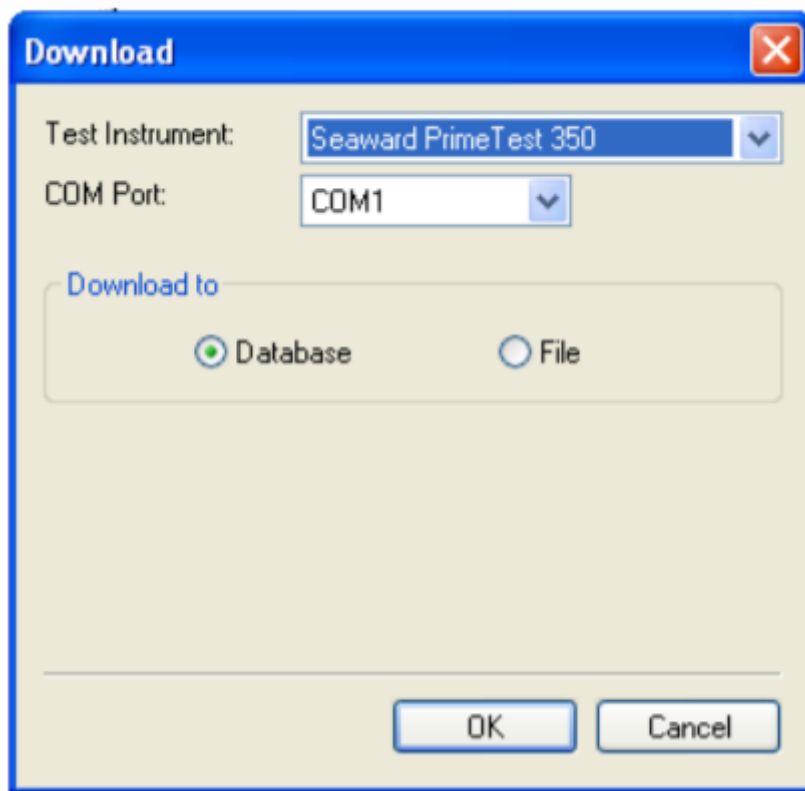 Download
Test Instrument: Seaward PrimeTest 350
COM Port: COM1
Download to
Database File
OK Cancel